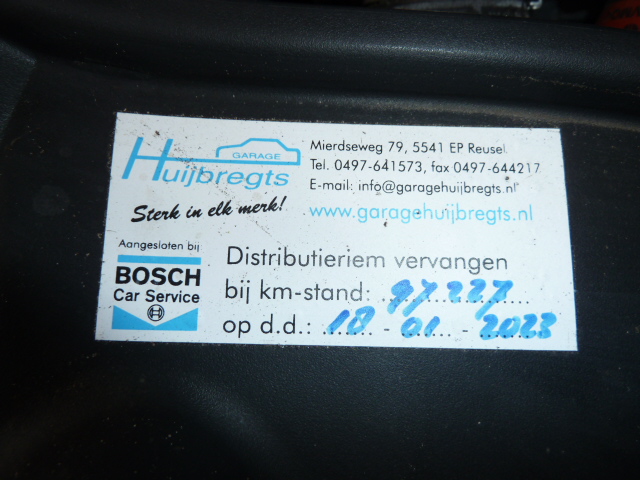 GARAGE
Huijbregts
Sterk in elk merk!
Mierdseweg 79, 5541 EP Reusel
Tel. 0497-641573, fax 0497-644217
E-mail: info@garagehuijbregts.nl
www.garagehuijbregts.nl
Aangesloten bij
BOSCH
Car Service
Distributieriem vervangen
bij km-stand: 97.227
op d.d.: 18 - 01 - 2023